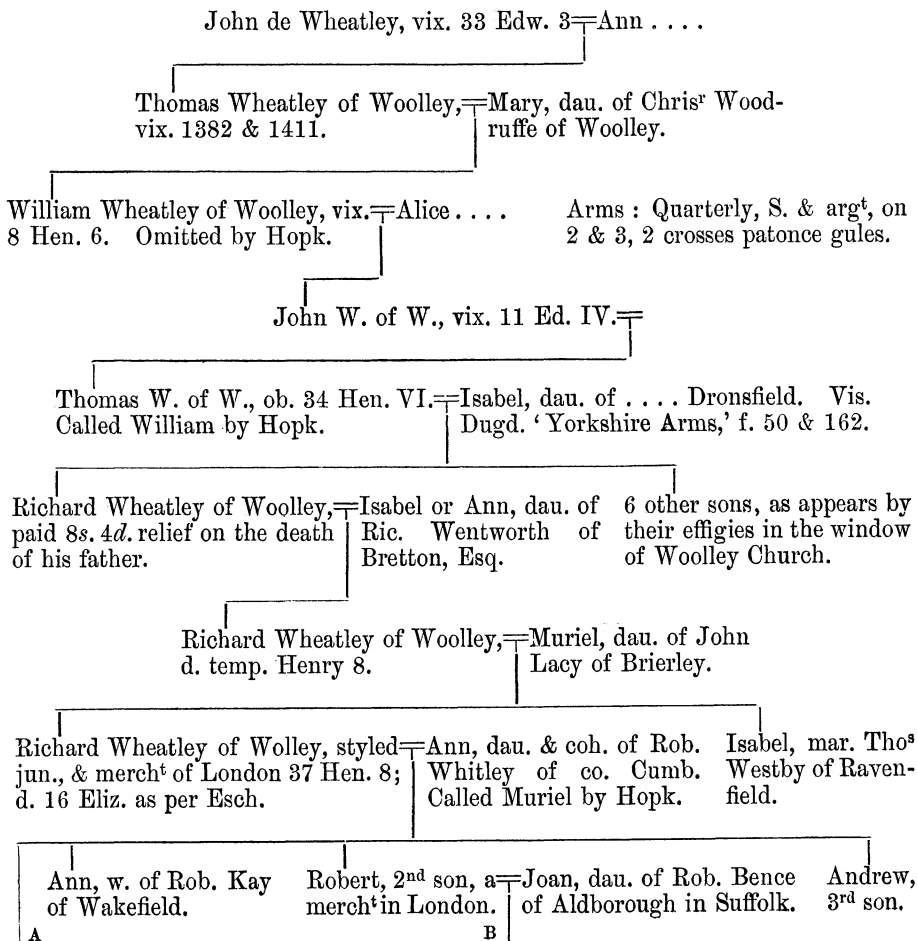 John de Wheatley, vix. 33 Edw. 3=Ann . . . .
Thomas Wheatley of Woolley,=Mary, dau. of Chrisʳ Wood-
vix. 1382 & 1411.
ruffe of Woolley.
William Wheatley of Woolley, vix.=Alice . . . .
8 Hen. 6. Omitted by Hopk.
Arms : Quarterly, S. & argᵗ, on
2 & 3, 2 crosses patonce gules.
John W. of W., vix. 11 Ed. IV.=
Thomas W. of W., ob. 34 Hen. VI.=Isabel, dau. of . . . . Dronsfield. Vis.
Called William by Hopk.
Dugd. ‘ Yorkshire Arms,’ f. 50 & 162.
Richard Wheatley of Woolley,=
paid 8s. 4d. relief on the death
of his father.
Isabel or Ann, dau. of
Ric. Wentworth of
Bretton, Esq.
6 other sons, as appears by
their effigies in the window
of Woolley Church.
Richard Wheatley of Woolley,=Muriel, dau. of John
d. temp. Henry 8.
Lacy of Brierley.
Richard Wheatley of Wolley, styled=
jun., & merchᵗ of London 37 Hen. 8;
d. 16 Eliz. as per Esch.
Ann, dau. & coh. of Rob.
Whitley of co. Cumb.
Called Muriel by Hopk.
Isabel, mar. Thoˢ
Westby of Raven-
field.
Ann, w. of Rob. Kay
of Wakefield.
Robert, 2ⁿᵈ son, a=
merchᵗ in London.
Joan, dau. of Rob. Bence
of Aldborough in Suffolk.
Andrew,
3ʳᵈ son.
A
B